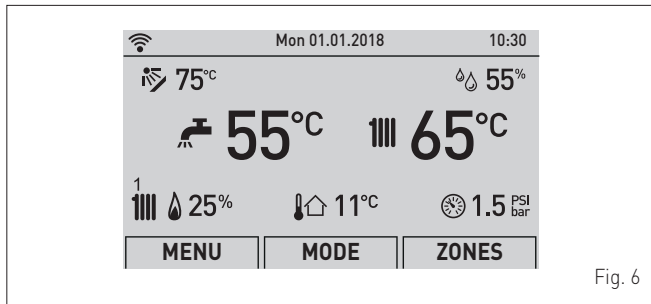 Mon 01.01.2018 10:30
75°C 55%
55°C 65°C
1
25% 11°C 1.5 PSI bar
MENU MODE ZONES
Fig. 6